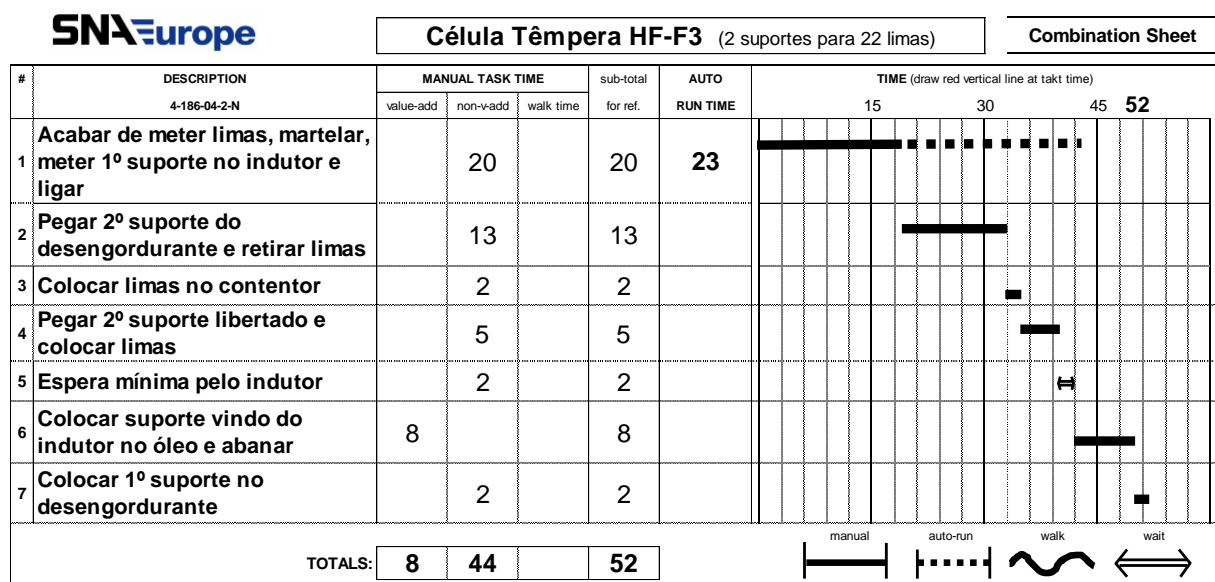 SNA Europe
Célula Têmpera HF-F3 (2 suportes para 22 limas)
Combination Sheet
# DESCRIPTION MANUAL TASK TIME sub-total AUTO TIME (draw red vertical line at takt time)
4-186-04-2-N value-add non-v-add walk time for ref. RUN TIME 15 30 45 52
Acabar de meter limas, martelar,
1 meter 1º suporte no indutor e 20 20 23
ligar
2 Pegar 2º suporte do 13 13
desengordurante e retirar limas
3 Colocar limas no contentor 2 2
4 Pegar 2º suporte libertado e 5 5
colocar limas
5 Espera mínima pelo indutor 2 2
6 Colocar suporte vindo do 8 8
indutor no óleo e abanar
7 Colocar 1º suporte no 2 2
desengordurante
manual auto-run walk wait
TOTALS: 8 44 52